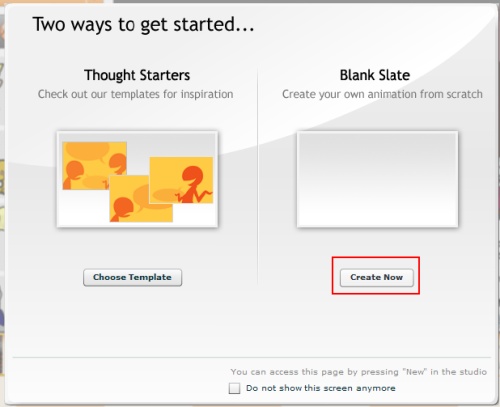 Two ways to get started...
Thought Starters
Check out our templates for inspiration
Choose Template
Blank Slate
Create your own animation from scratch
Create Now
You can access this page by pressing "New" in the studio
Do not show this screen anymore